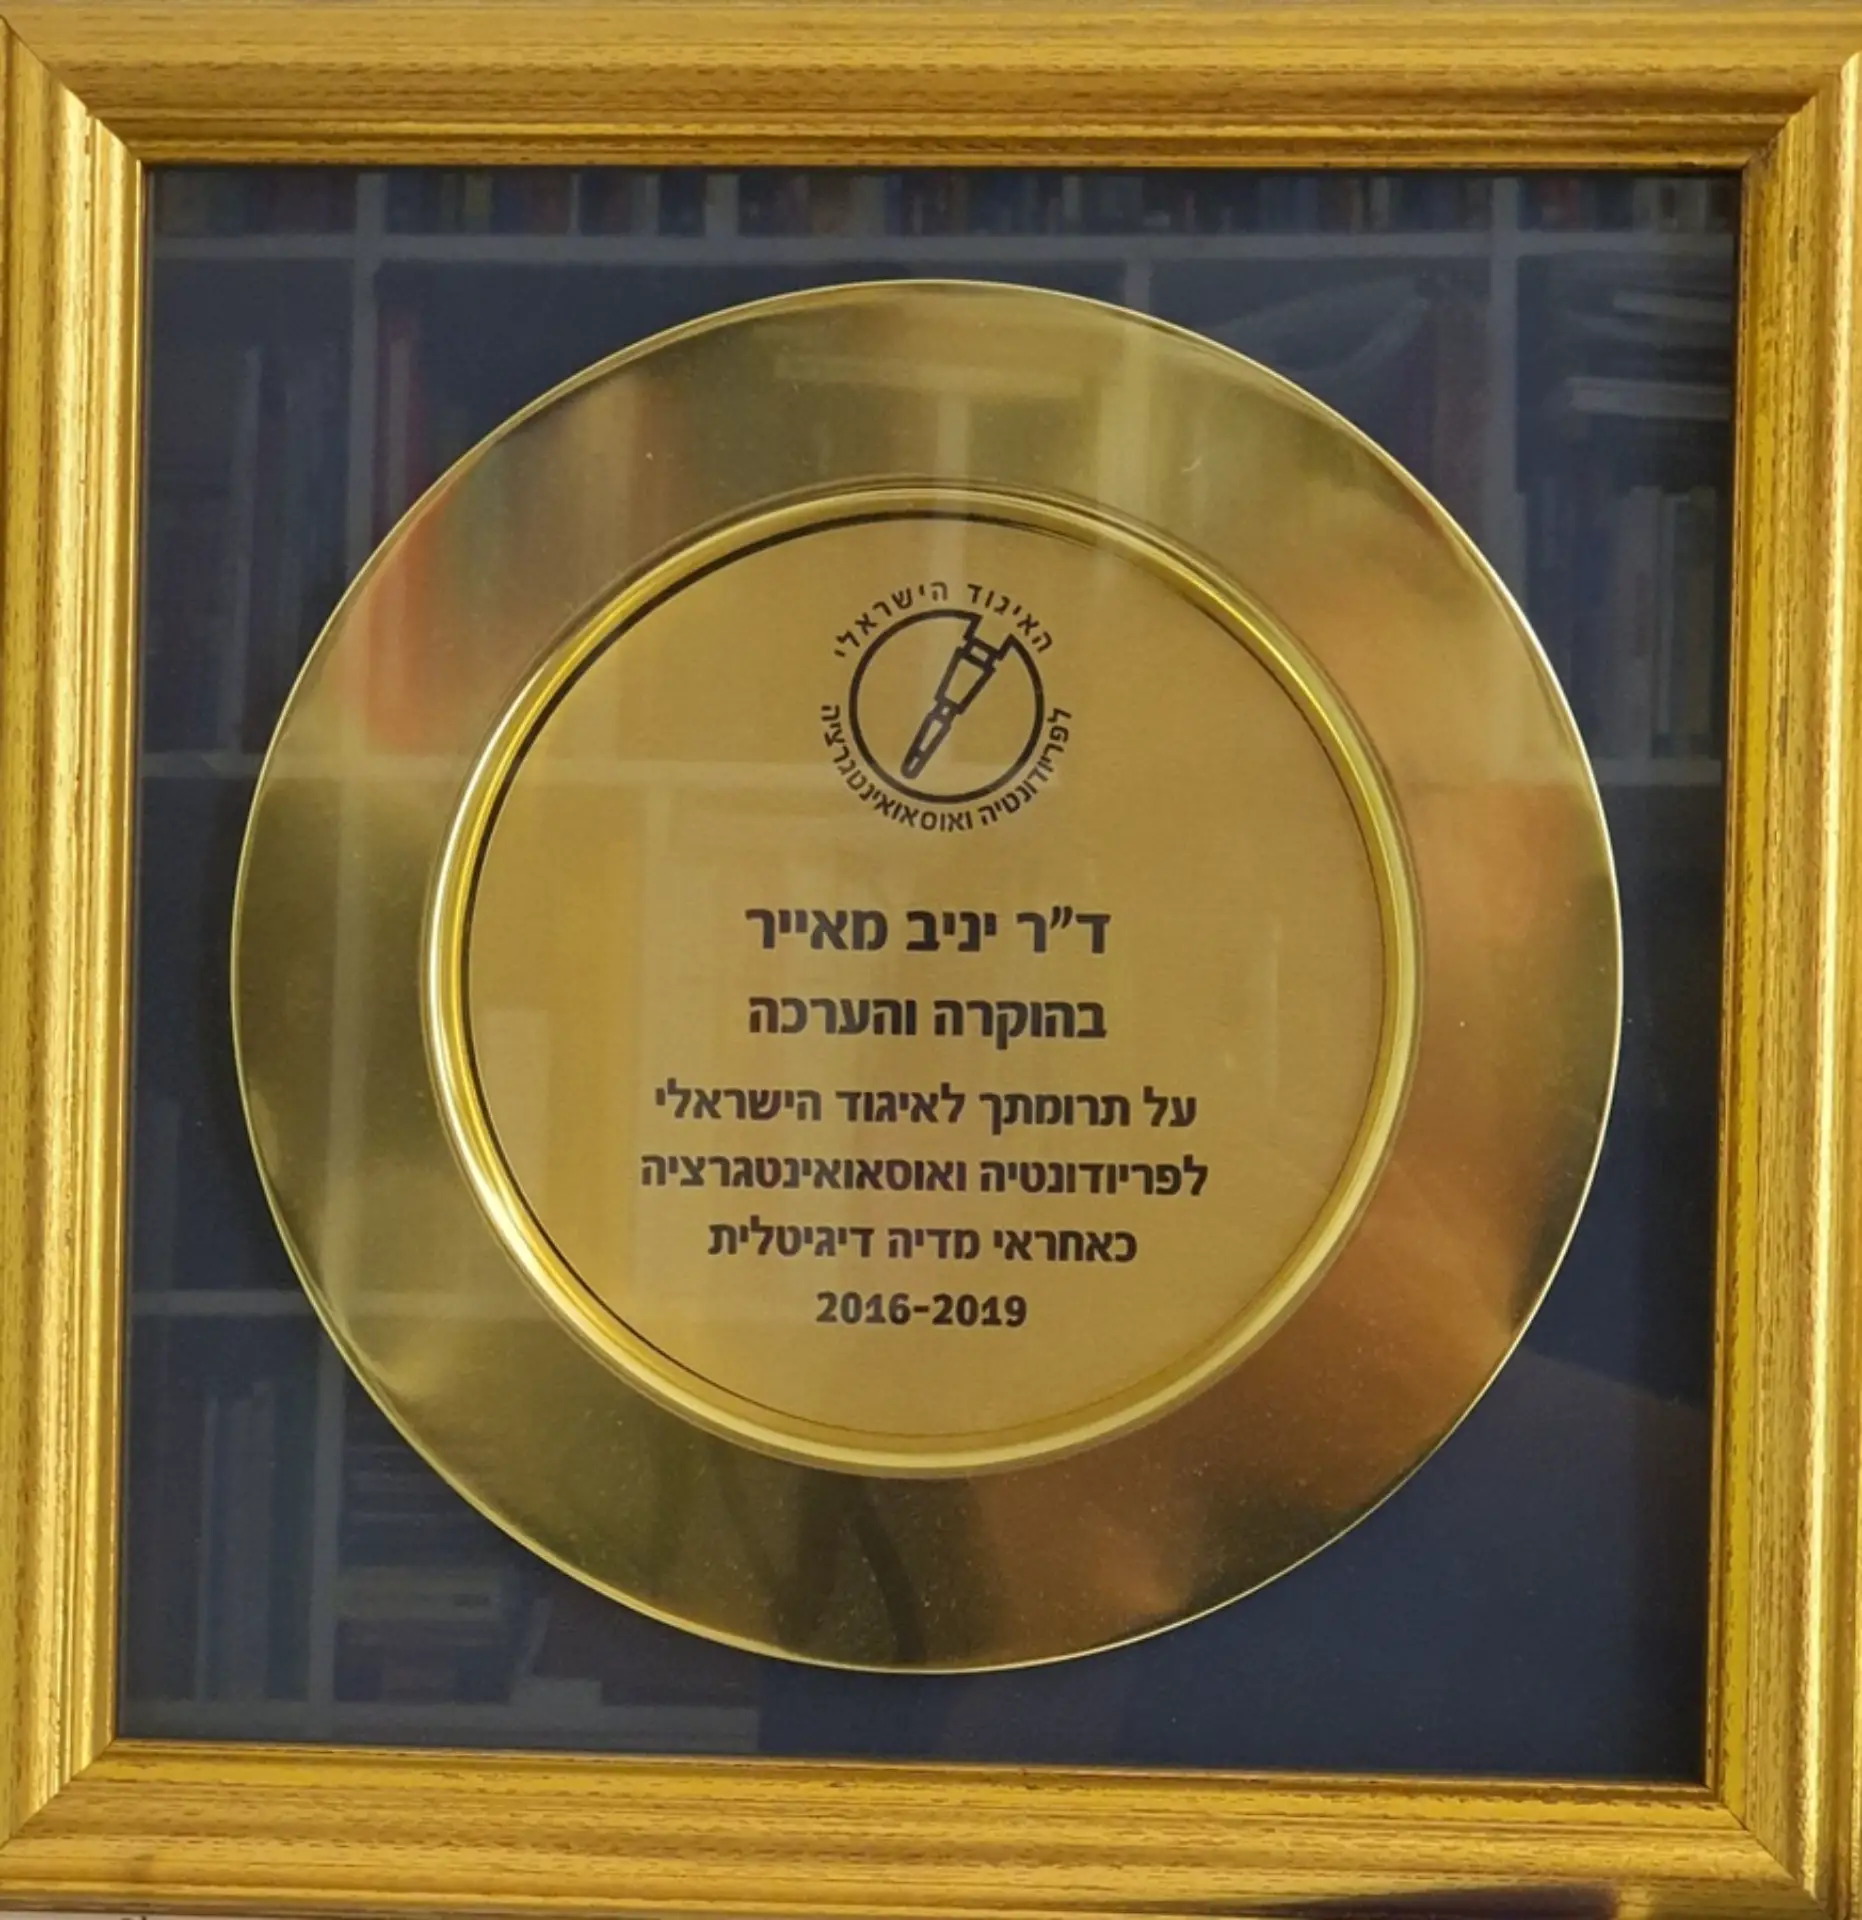 האיגוד הישראלי
לפריודונטיה ואוסאואינטגרציה
ד"ר יניב מאייר
בהוקרה והערכה
על תרומתך לאיגוד הישראלי
לפריודונטיה ואוסאואינטגרציה
כאחראי מדיה דיגיטלית
2016-2019